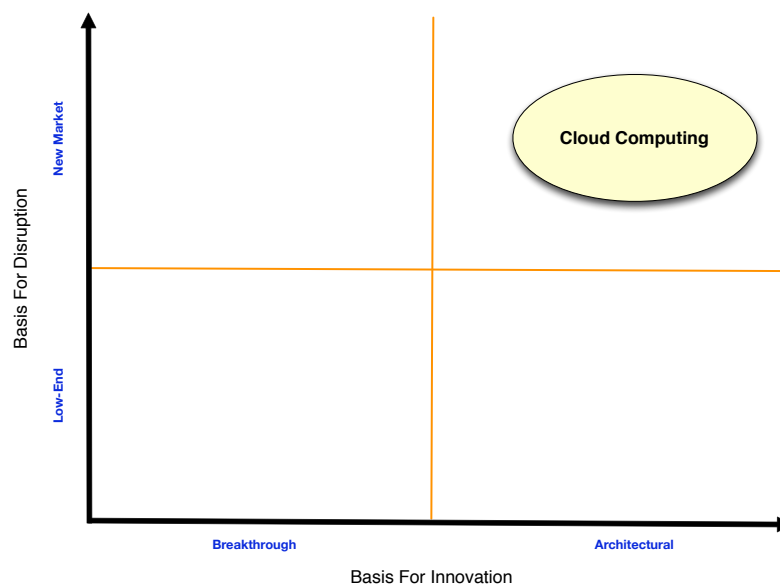 New Market
Cloud Computing
Basis For Disruption
Low-End
Breakthrough
Architectural
Basis For Innovation